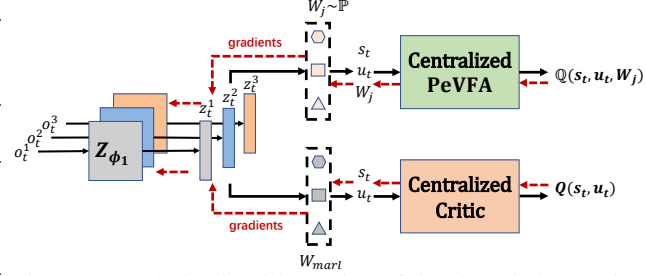 W_j~ℙ
gradients
s_t
u_t
W_j
Centralized
PeVFA
ℚ(s_t, u_t, W_j)
z_t^1
z_t^2
z_t^3
o_t^3
o_t^2
o_t^1
Z_ϕ_1
s_t
u_t
Centralized
Critic
Q(s_t, u_t)
gradients
W_marl